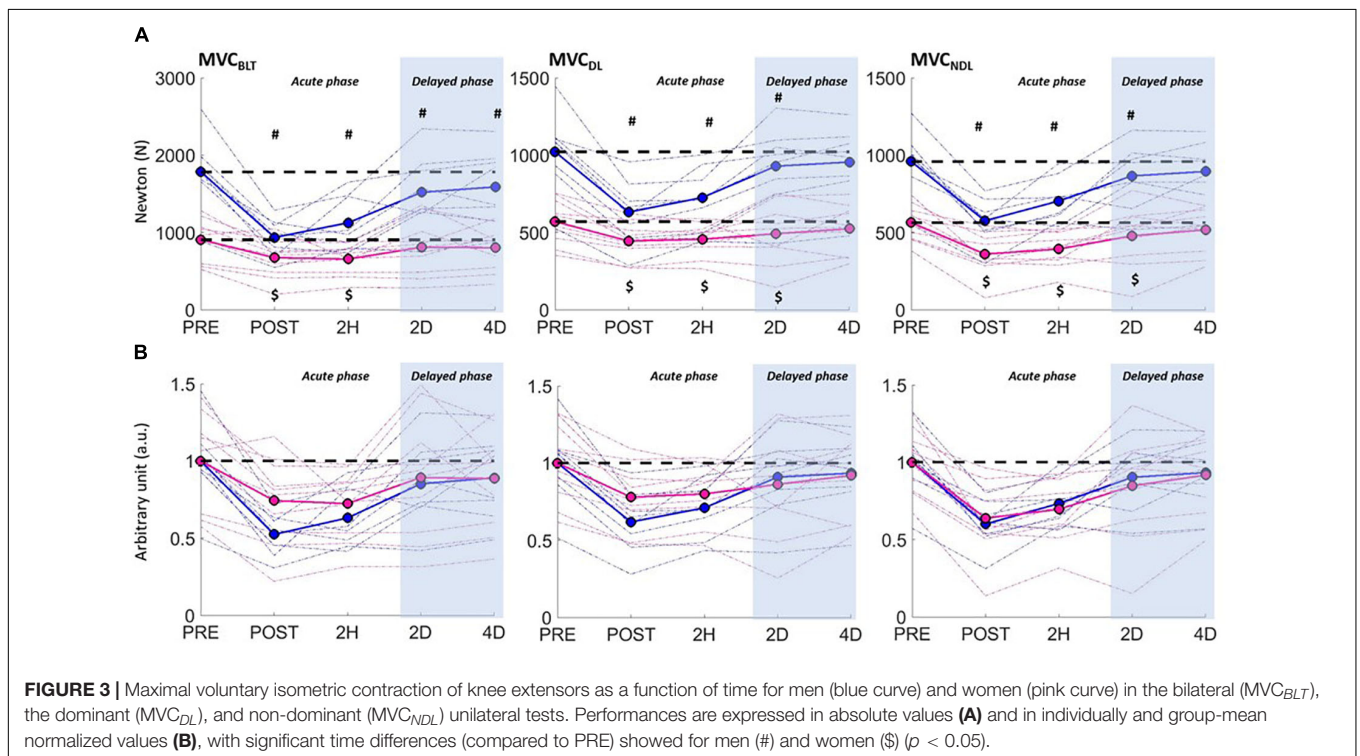 A
MVCBLT
MVCDL
MVCNDL
3000
Acute phase
Delayed phase
1500
Acute phase
Delayed phase
1500
Acute phase
Delayed phase
# # # #
# # #
# # #
2000
1000
1000
Newton (N)
1000
500
500
$ $
$ $ $
$ $ $
0
0
0
PRE POST 2H 2D 4D
PRE POST 2H 2D 4D
PRE POST 2H 2D 4D
B
1.5
Acute phase
Delayed phase
1.5
Acute phase
Delayed phase
1.5
Acute phase
Delayed phase
1
1
1
Arbitrary unit (a.u.)
0.5
0.5
0.5
0
0
0
PRE POST 2H 2D 4D
PRE POST 2H 2D 4D
PRE POST 2H 2D 4D
FIGURE 3 | Maximal voluntary isometric contraction of knee extensors as a function of time for men (blue curve) and women (pink curve) in the bilateral (MVCBLT),
the dominant (MVCDL), and non-dominant (MVCNDL) unilateral tests. Performances are expressed in absolute values (A) and in individually and group-mean
normalized values (B), with significant time differences (compared to PRE) showed for men (#) and women ($) (p < 0.05).